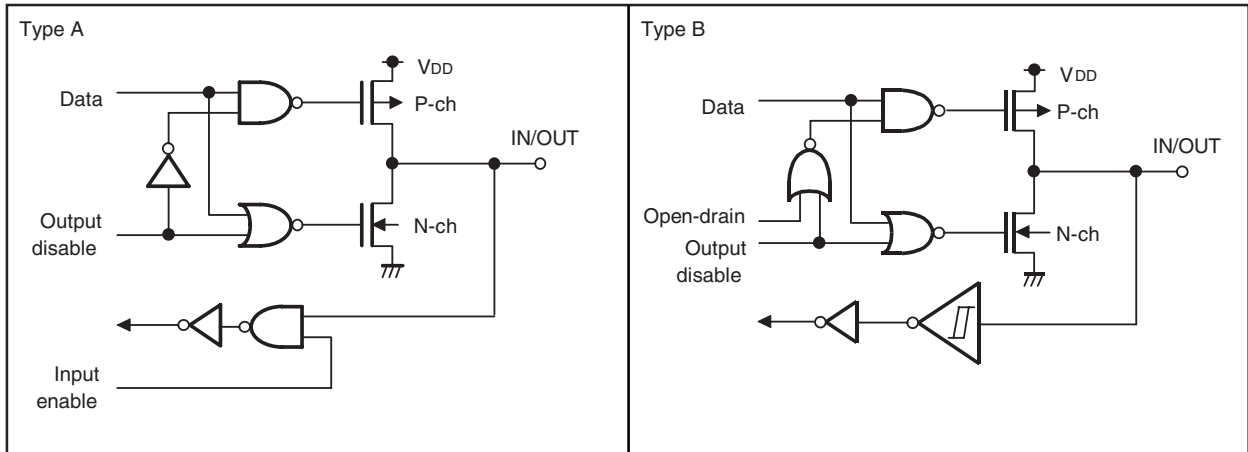 Type A
VDD
Data
P-ch
IN/OUT
Output
disable
N-ch
Input
enable
Type B
VDD
Data
P-ch
IN/OUT
Open-drain
Output
disable
N-ch